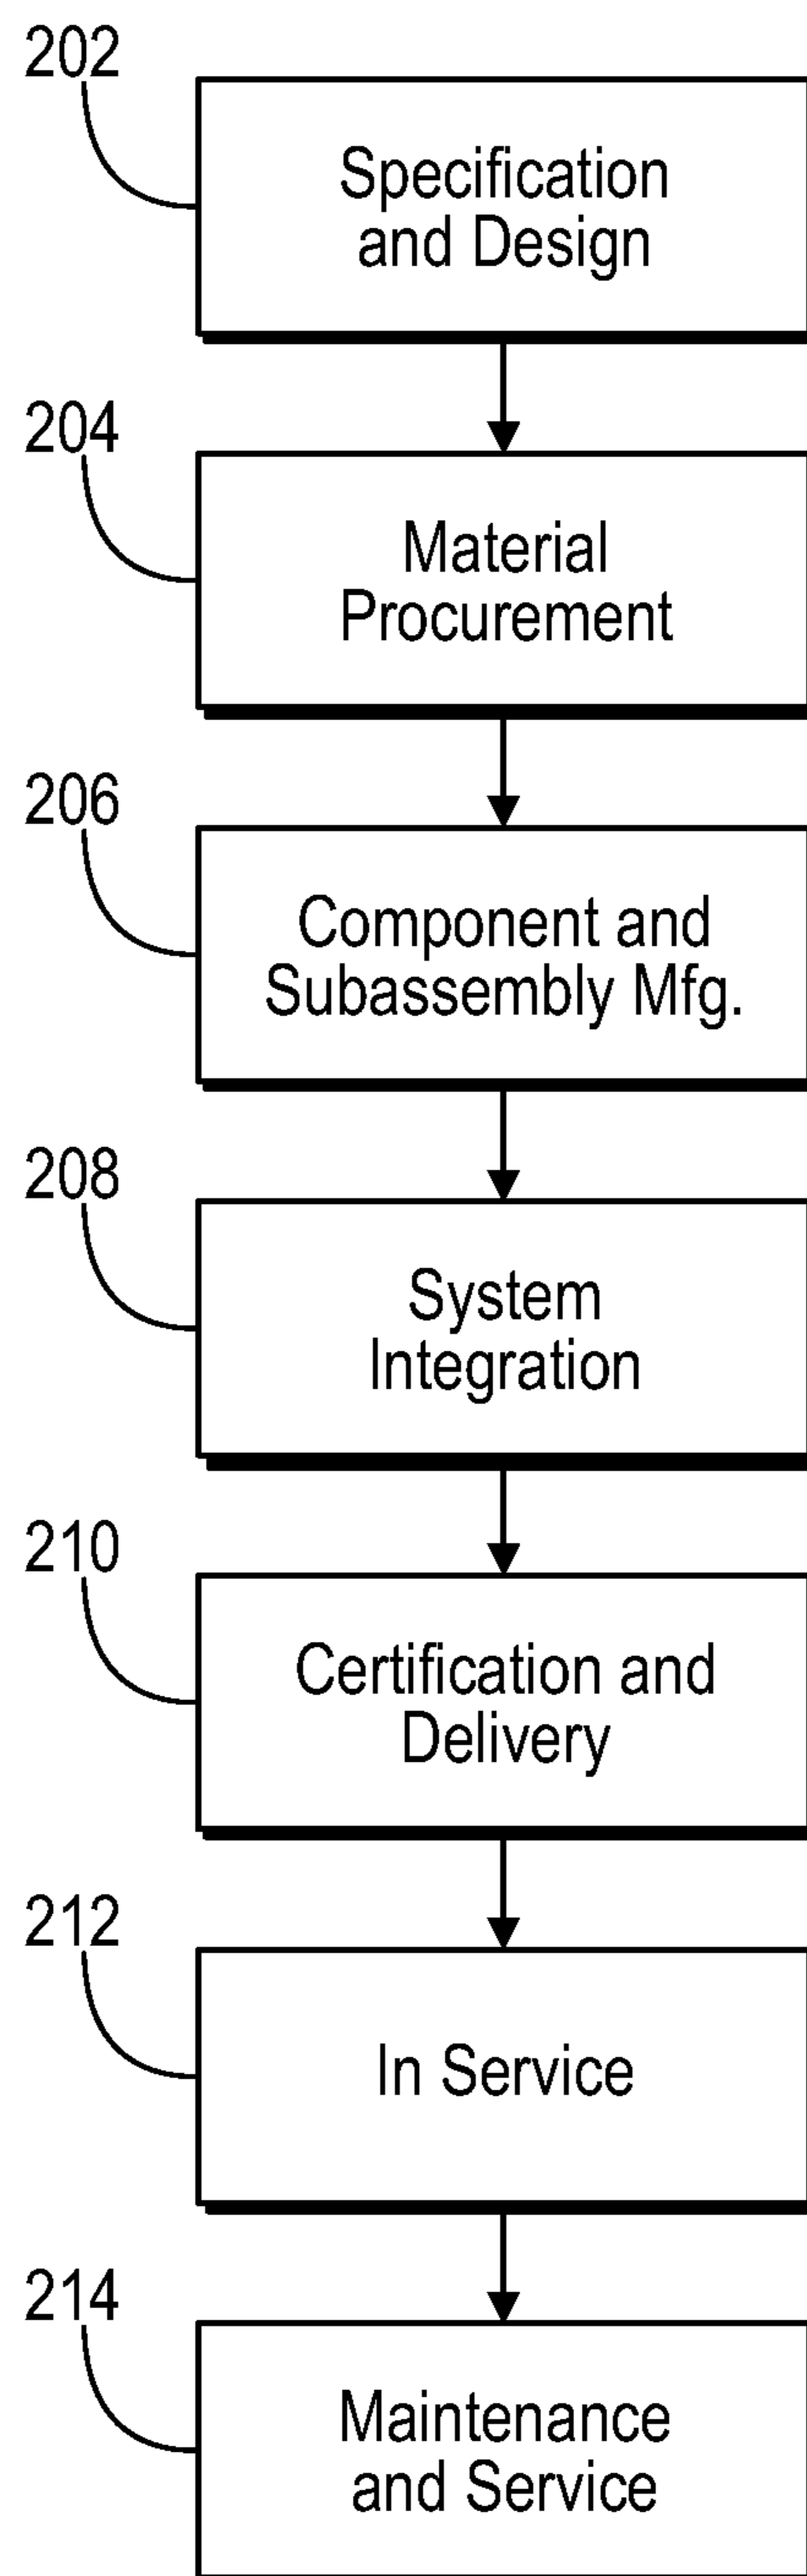 202
Specification
and Design
204
Material
Procurement
206
Component and
Subassembly Mfg.
208
System
Integration
210
Certification and
Delivery
212
In Service
214
Maintenance
and Service